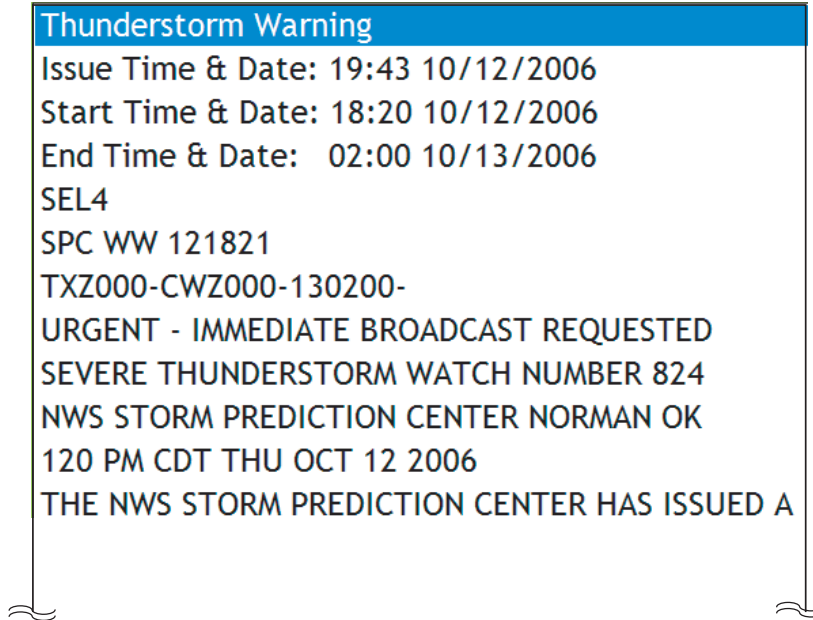 Thunderstorm Warning
Issue Time & Date: 19:43 10/12/2006
Start Time & Date: 18:20 10/12/2006
End Time & Date: 02:00 10/13/2006
SEL4
SPC WW 121821
TXZ000-CWZ000-130200-
URGENT - IMMEDIATE BROADCAST REQUESTED
SEVERE THUNDERSTORM WATCH NUMBER 824
NWS STORM PREDICTION CENTER NORMAN OK
120 PM CDT THU OCT 12 2006
THE NWS STORM PREDICTION CENTER HAS ISSUED A